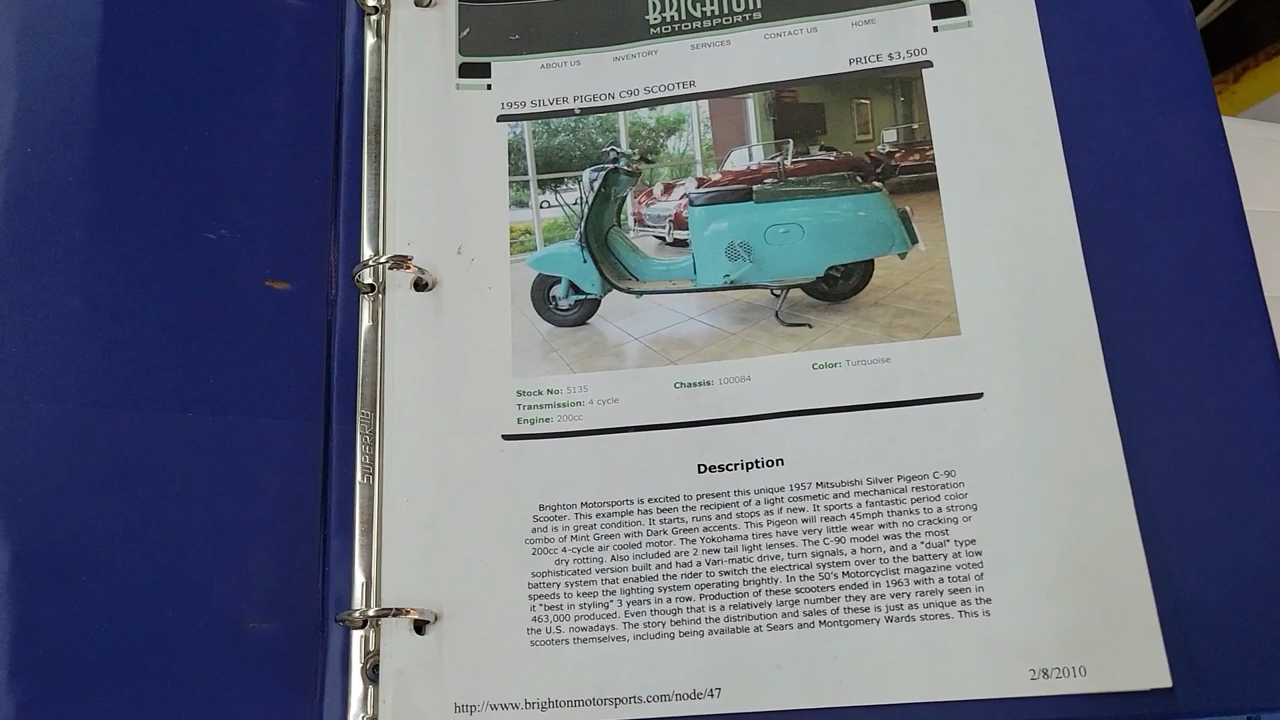 BRIGHTON
MOTORSPORTS
ABOUT US INVENTORY SERVICES CONTACT US HOME
1959 SILVER PIGEON C90 SCOOTER PRICE $3,500
Stock No: 5135 Chassis: 100084 Color: Turquoise
Transmission: 4 cycle
Engine: 200cc
Description
Brighton Motorsports is excited to present this unique 1957 Mitsubishi Silver Pigeon C-90
Scooter. This example has been the recipient of a light cosmetic and mechanical restoration
and is in great condition. It starts, runs and stops as if new. It sports a fantastic period color
combo of Mint Green with Dark Green accents. This Pigeon will reach 45mph thanks to a strong
200cc 4-cycle air cooled motor. The Yokohama tires have very little wear with no cracking or
dry rotting. Also included are 2 new tail light lenses. The C-90 model was the most
sophisticated version built and had a Vari-matic drive, turn signals, a horn, and a "dual" type
battery system that enabled the rider to switch the electrical system over to the battery at low
speeds to keep the lighting system operating brightly. In the 50's Motorcyclist magazine voted
it "best in styling" 3 years in a row. Production of these scooters ended in 1963 with a total of
463,000 produced. Even though that is a relatively large number they are very rarely seen in
the U.S. nowadays. The story behind the distribution and sales of these is just as unique as the
scooters themselves, including being available at Sears and Montgomery Wards stores. This is
http://www.brightonmotorsports.com/node/47 2/8/2010
SUPERRIB